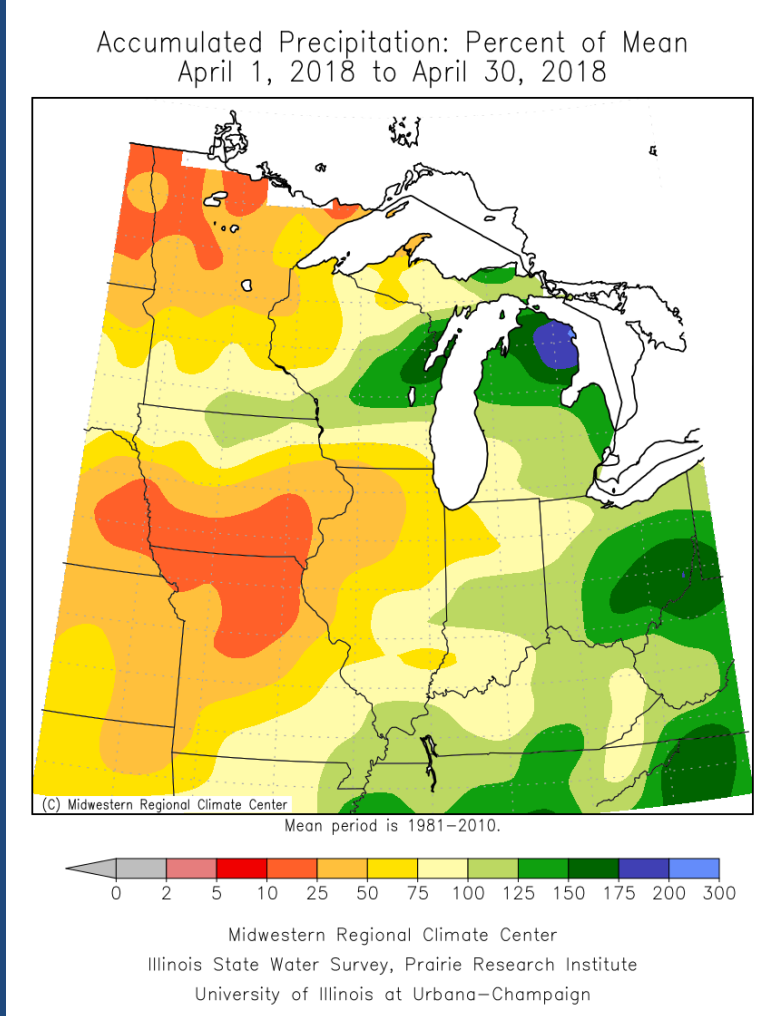 Accumulated Precipitation: Percent of Mean
April 1, 2018 to April 30, 2018
(C) Midwestern Regional Climate Center
Mean period is 1981-2010.
0 2 5 10 25 50 75 100 125 150 175 200 300
Midwestern Regional Climate Center
Illinois State Water Survey, Prairie Research Institute
University of Illinois at Urbana-Champaign